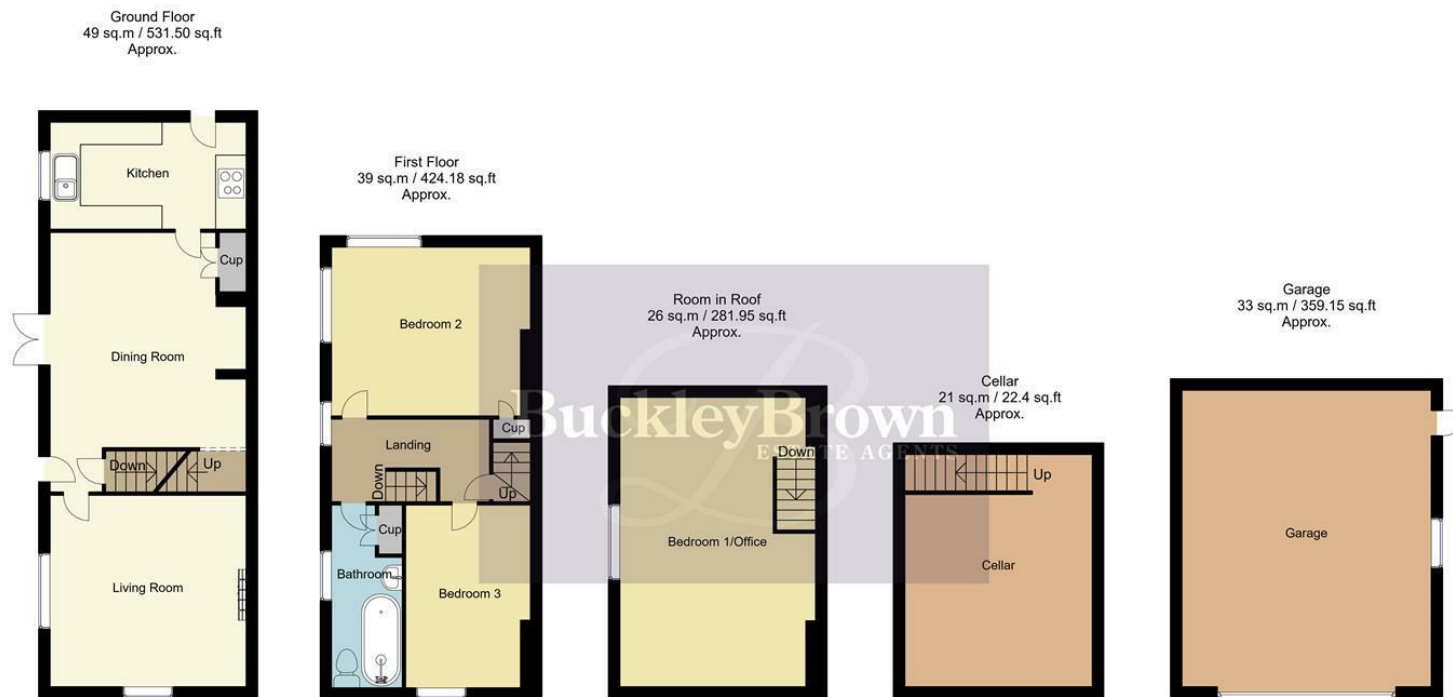 Ground Floor
49 sq.m / 531.50 sq.ft
Approx.
Kitchen
Cup
Dining Room
Down
Up
Living Room
First Floor
39 sq.m / 424.18 sq.ft
Approx.
Bedroom 2
Cup
Landing
Down
Up
Cup
Bathroom
Bedroom 3
Room in Roof
26 sq.m / 281.95 sq.ft
Approx.
Down
Bedroom 1/Office
Cellar
21 sq.m / 22.4 sq.ft
Approx.
Up
Cellar
Garage
33 sq.m / 359.15 sq.ft
Approx.
Garage
B
BuckleyBrown
ESTATE AGENTS